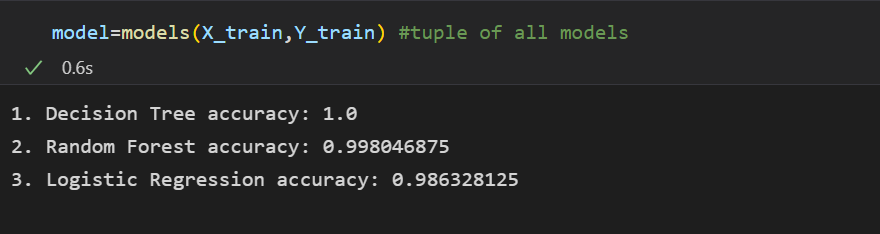 model=models(X_train,Y_train) #tuple of all models
0.6s
1. Decision Tree accuracy: 1.0
2. Random Forest accuracy: 0.998046875
3. Logistic Regression accuracy: 0.986328125